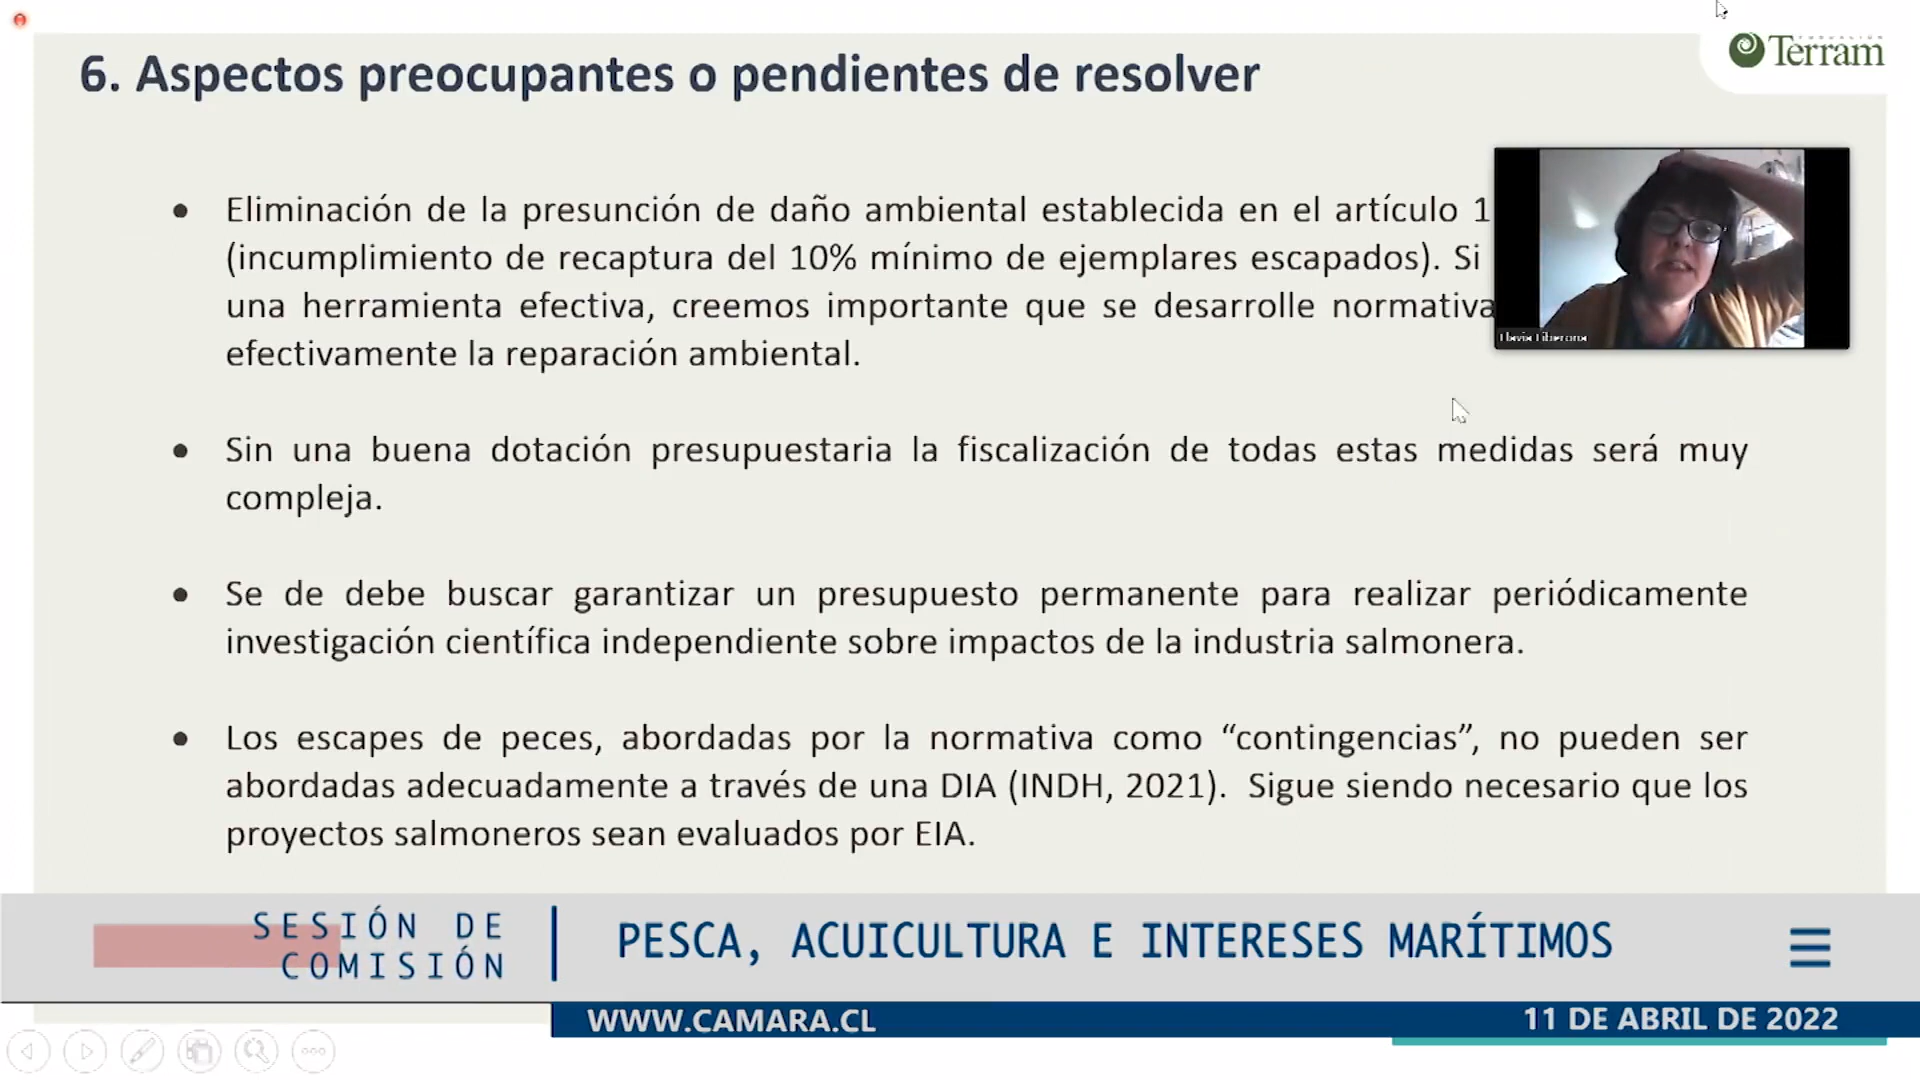 6. Aspectos preocupantes o pendientes de resolver
FUNDACIÓN
Terram
Eliminación de la presunción de daño ambiental establecida en el artículo 1
(incumplimiento de recaptura del 10% mínimo de ejemplares escapados). Si
una herramienta efectiva, creemos importante que se desarrolle normativa
efectivamente la reparación ambiental.
Flavia Liberona
Sin una buena dotación presupuestaria la fiscalización de todas estas medidas será muy
compleja.
Se de debe buscar garantizar un presupuesto permanente para realizar periódicamente
investigación científica independiente sobre impactos de la industria salmonera.
Los escapes de peces, abordadas por la normativa como “contingencias”, no pueden ser
abordadas adecuadamente a través de una DIA (INDH, 2021). Sigue siendo necesario que los
proyectos salmoneros sean evaluados por EIA.
SESIÓN DE
COMISIÓN
PESCA, ACUICULTURA E INTERESES MARÍTIMOS
WWW.CAMARA.CL
11 DE ABRIL DE 2022